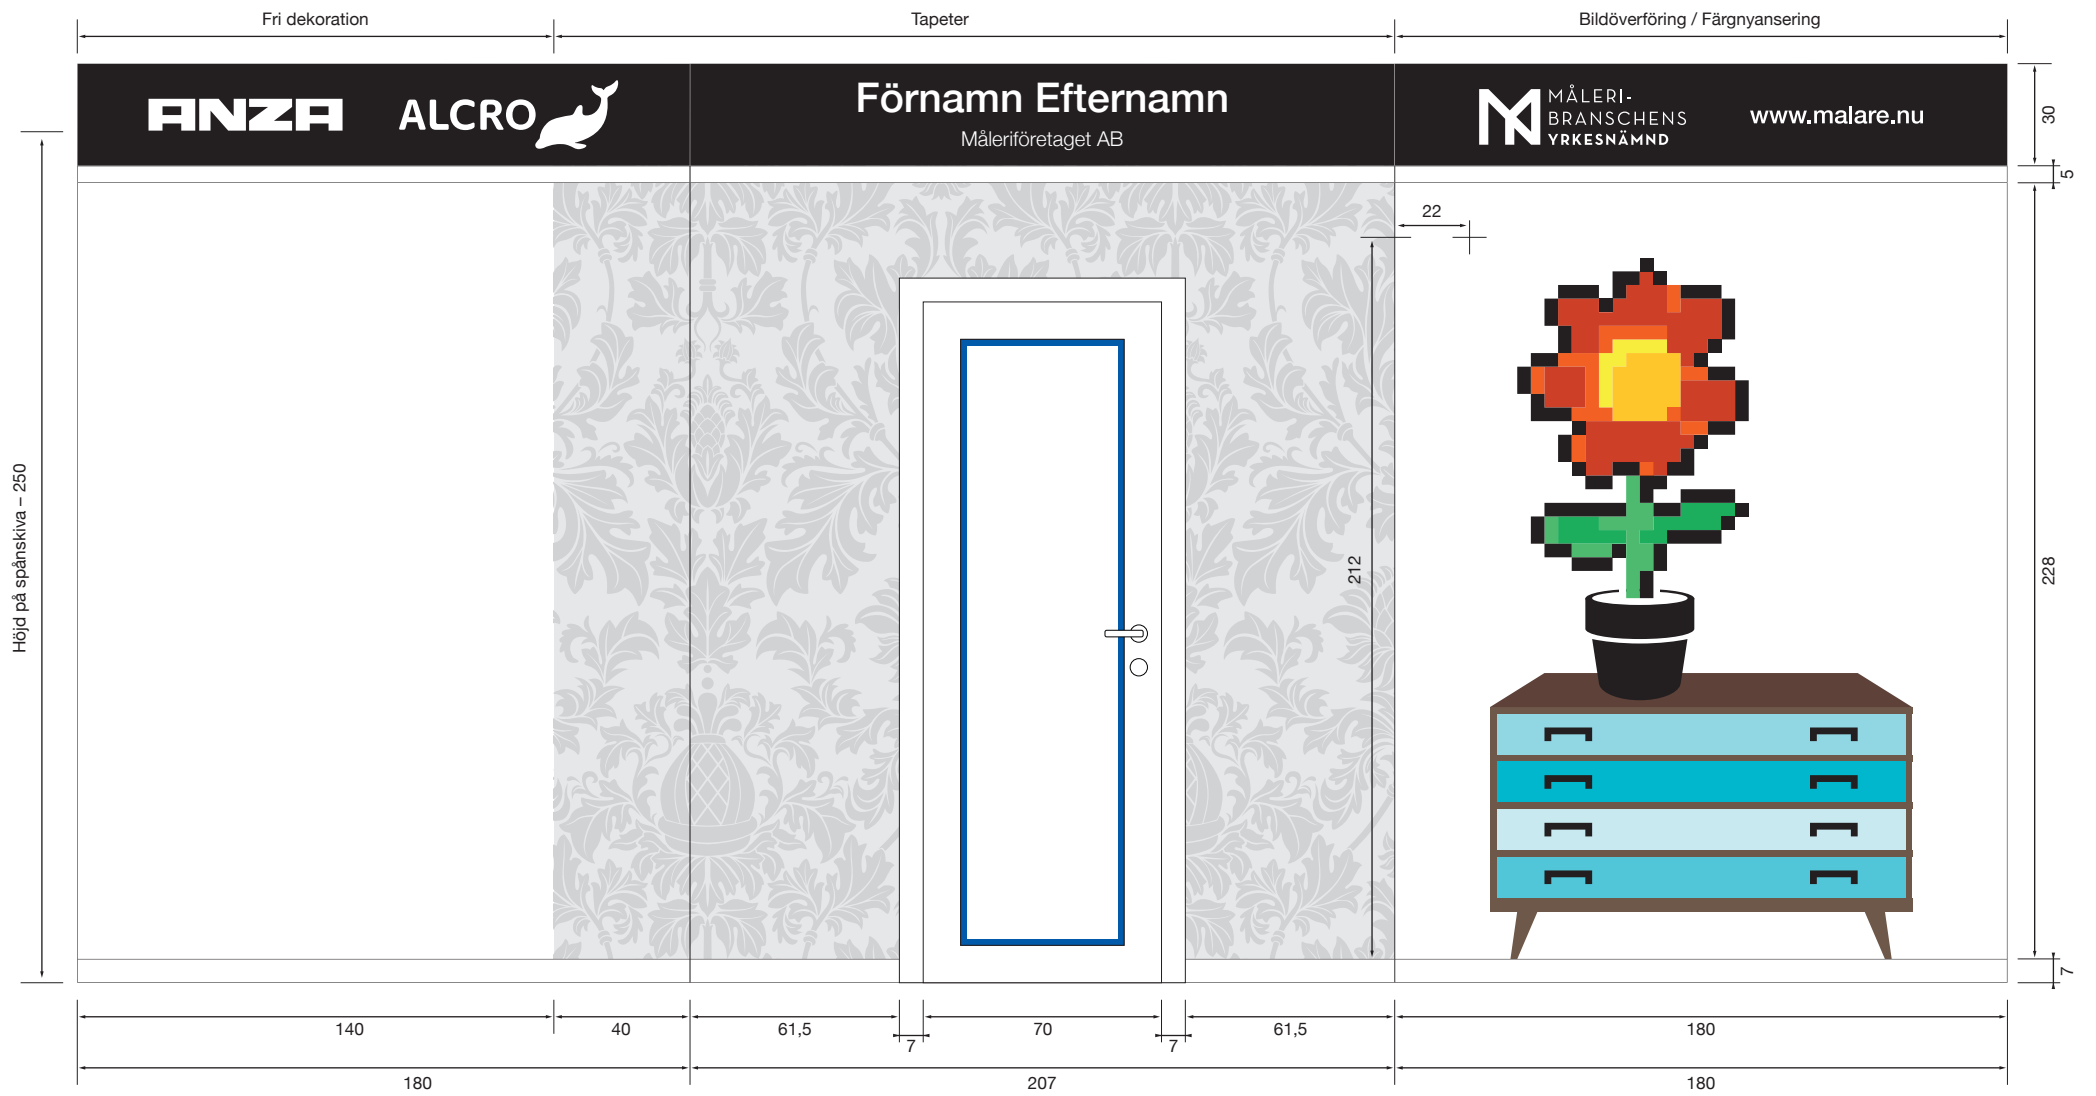 Fri dekoration
Tapeter
Bildöverföring / Färgnyansering
ANZA
ALCRO
Förnamn Efternamn
Måleriföretaget AB
MÅLERI-
BRANSCHENS
YRKESNÄMND
www.malare.nu
30
5
22
Höjd på spånskiva – 250
212
228
7
140
40
61,5
7
70
7
61,5
180
180
207
180